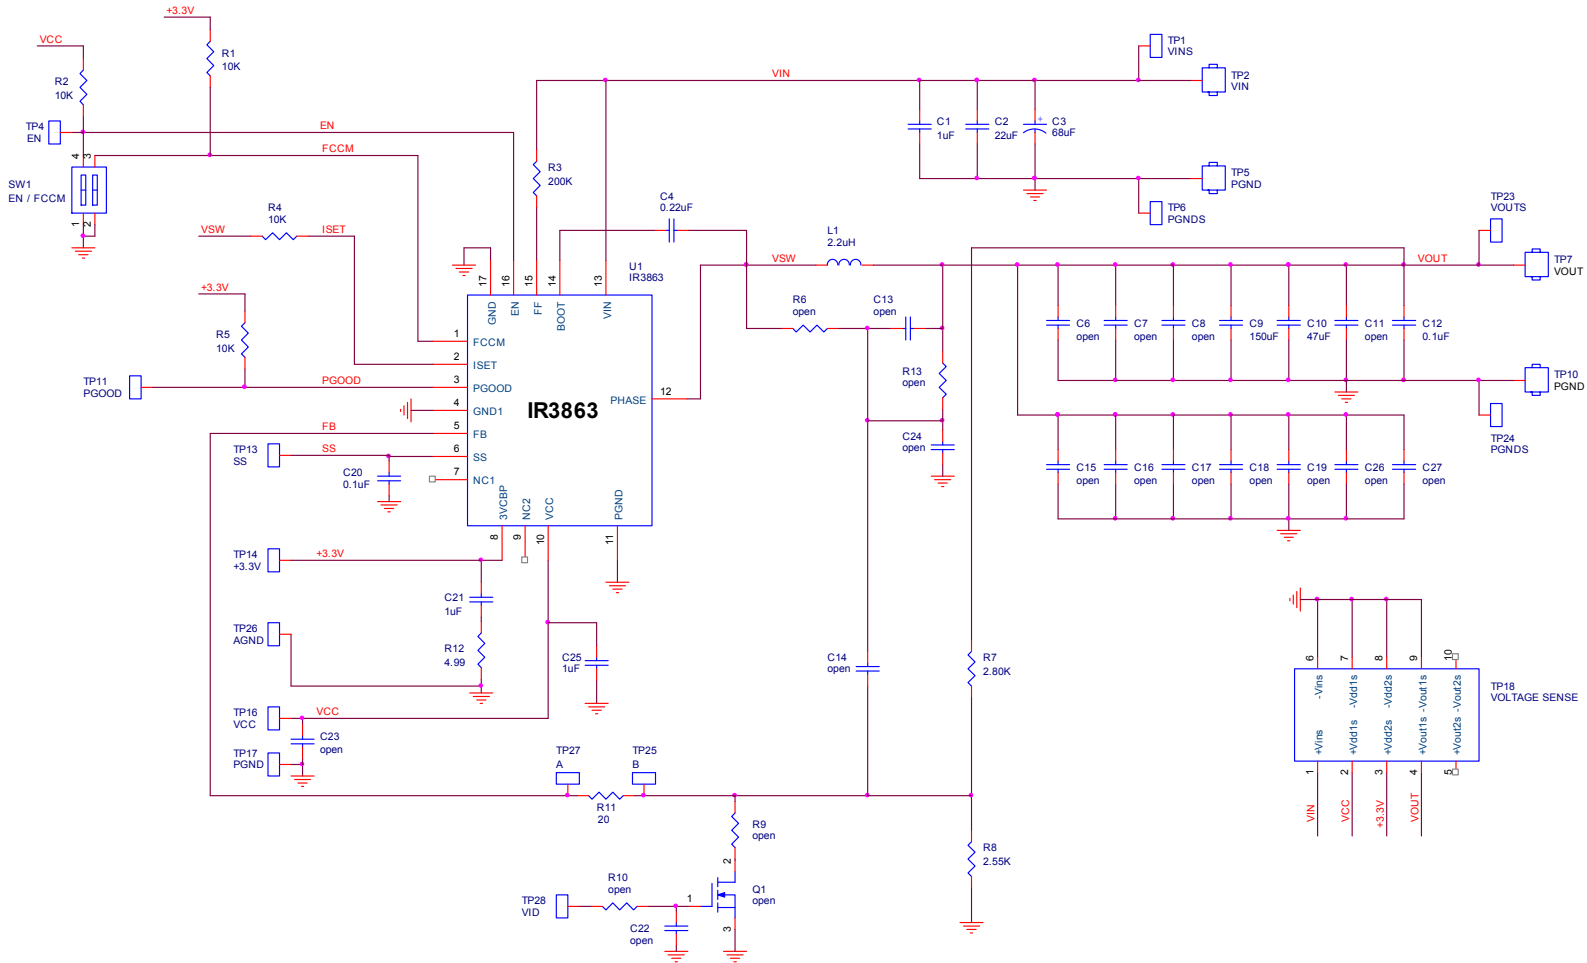 +3.3V
VCC
R1
10K
R2
10K
TP4
EN
EN
FCCM
4
3
SW1
EN / FCCM
1
2
R4
10K
VSW
ISET
+3.3V
R5
10K
TP11
PGOOD
PGOOD
FB
TP13
SS
SS
C20
0.1uF
TP14
+3.3V
+3.3V
C21
1uF
TP26
AGND
R12
4.99
C25
1uF
TP16
VCC
VCC
C23
open
TP17
PGND
R3
200K
C4
0.22uF
U1
IR3863
17
16
15
14
13
GND
EN
FF
BOOT
VIN
1
FCCM
2
ISET
3
PGOOD
4
GND1
5
FB
6
SS
7
NC1
IR3863
PHASE
12
3VCBP
NC2
VCC
PGND
8
9
10
11
VIN
TP1
VINS
TP2
VIN
C1
1uF
C2
22uF
C3
68uF
+
TP5
PGND
TP6
PGNDS
VSW
L1
2.2uH
R6
open
C13
open
R13
open
C24
open
C14
open
R7
2.80K
R8
2.55K
TP23
VOUTS
VOUT
TP7
VOUT
C6
open
C7
open
C8
open
C9
150uF
C10
47uF
C11
open
C12
0.1uF
TP10
PGND
TP24
PGNDS
C15
open
C16
open
C17
open
C18
open
C19
open
C26
open
C27
open
TP27
A
TP25
B
R11
20
R9
open
2
R10
open
1
Q1
open
TP28
VID
C22
open
3
6
7
8
9
10
-Vins
-Vdd1s
-Vdd2s
-Vout1s
-Vout2s
TP18
VOLTAGE SENSE
+Vins
+Vdd1s
+Vdd2s
+Vout1s
+Vout2s
1
2
3
4
5
VIN
VCC
+3.3V
VOUT